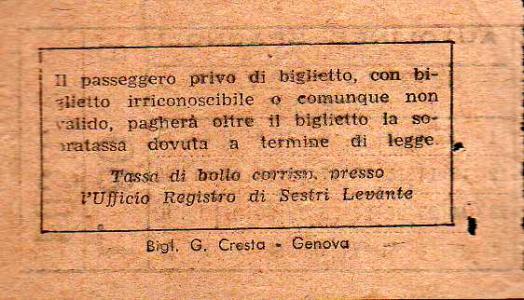 Il passeggero privo di biglietto, con bi-
glietto irriconoscibile o comunque non
valido, pagherà oltre il biglietto la so-
pratassa dovuta a termine di legge.
Tassa di bollo corrisp. presso
l'Ufficio Registro di Sestri Levante
Bigl. G. Cresta - Genova